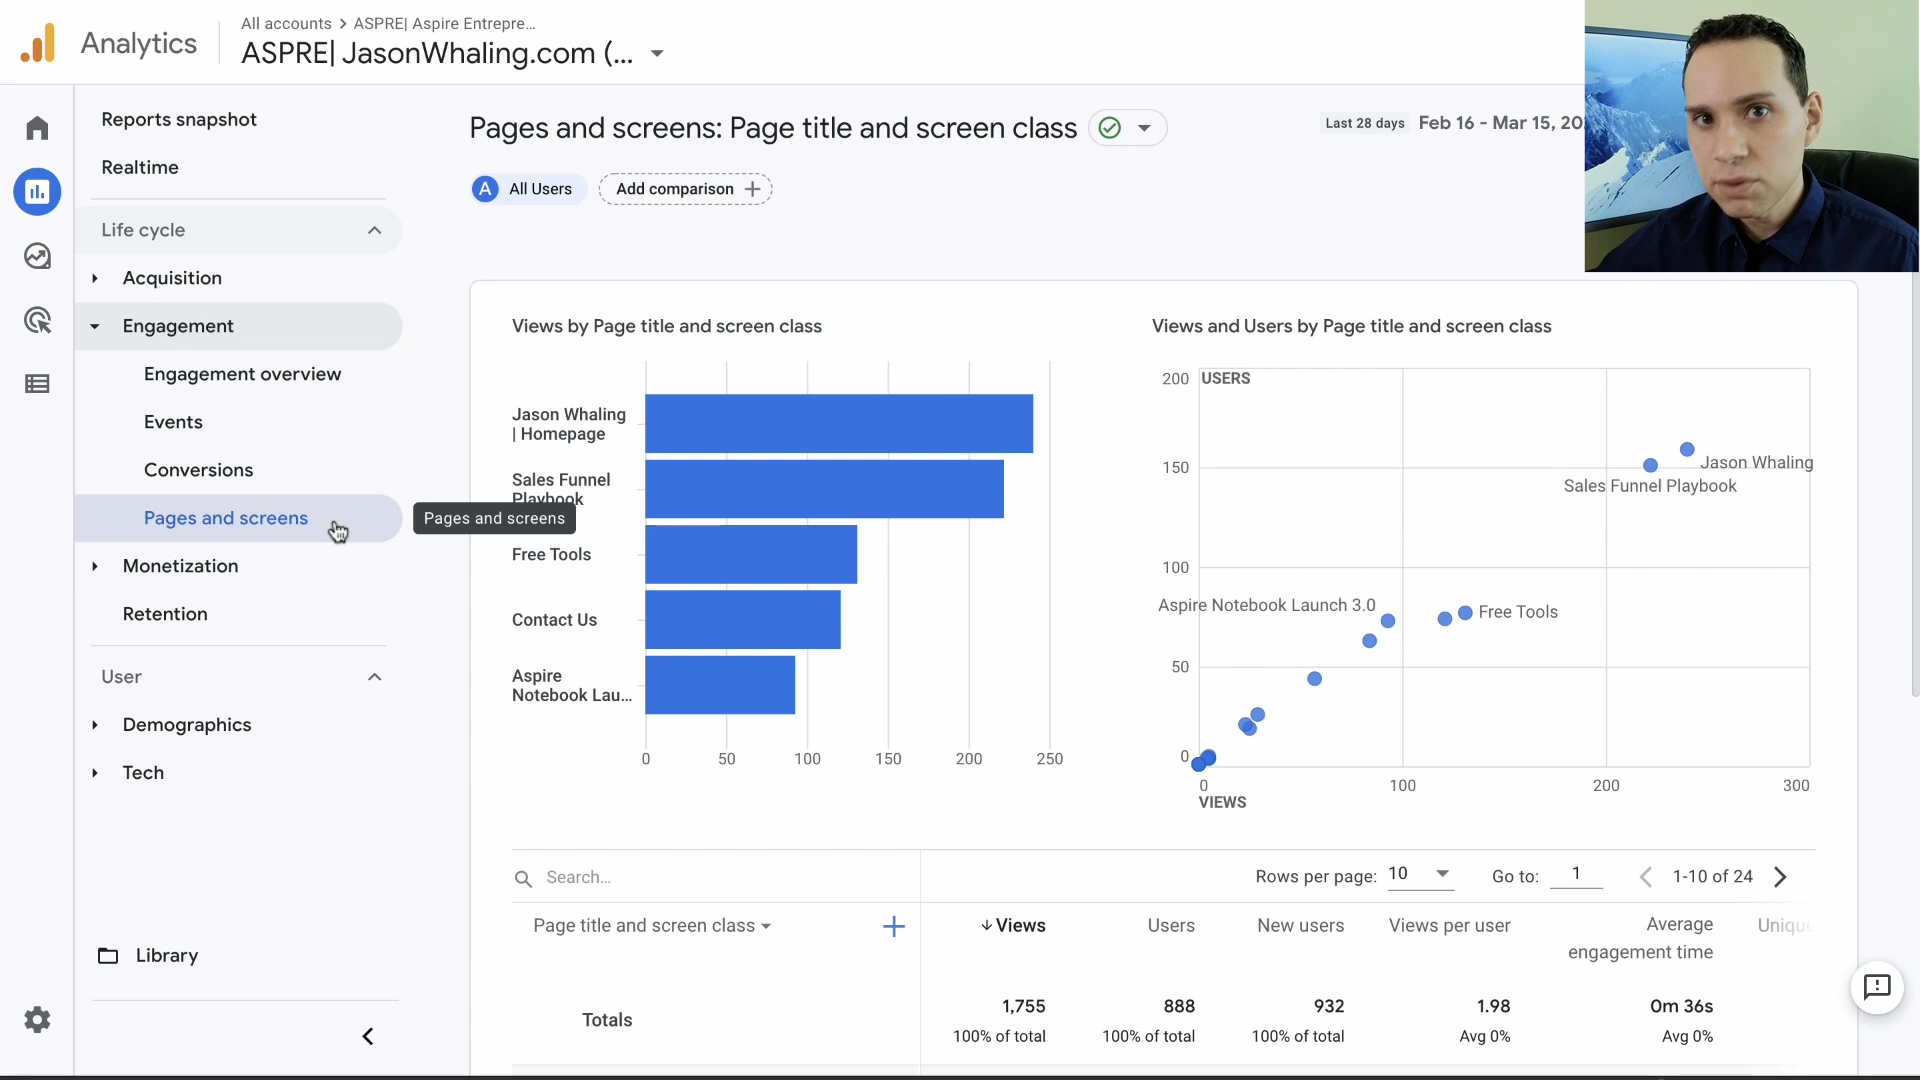 Analytics
All accounts > ASPRE| Aspire Entrepre...
ASPRE| JasonWhaling.com (...
Reports snapshot
Realtime
Life cycle
Acquisition
Engagement
Engagement overview
Events
Conversions
Pages and screens
Monetization
Retention
User
Demographics
Tech
Library
Pages and screens
Pages and screens: Page title and screen class
Last 28 days Feb 16 - Mar 15, 20
A All Users
Add comparison +
Views by Page title and screen class
Jason Whaling
| Homepage
Sales Funnel
Playbook
Free Tools
Contact Us
Aspire
Notebook Lau...
0 50 100 150 200 250
Views and Users by Page title and screen class
200 USERS
150
100
50
0
Jason Whaling
Sales Funnel Playbook
Aspire Notebook Launch 3.0
Free Tools
0 100 200 300
VIEWS
Search...
Rows per page: 10 Go to: 1 1-10 of 24
Page title and screen class + ↓ Views Users New users Views per user Average
engagement time
Totals 1,755 888 932 1.98 0m 36s
100% of total 100% of total 100% of total Avg 0% Avg 0%